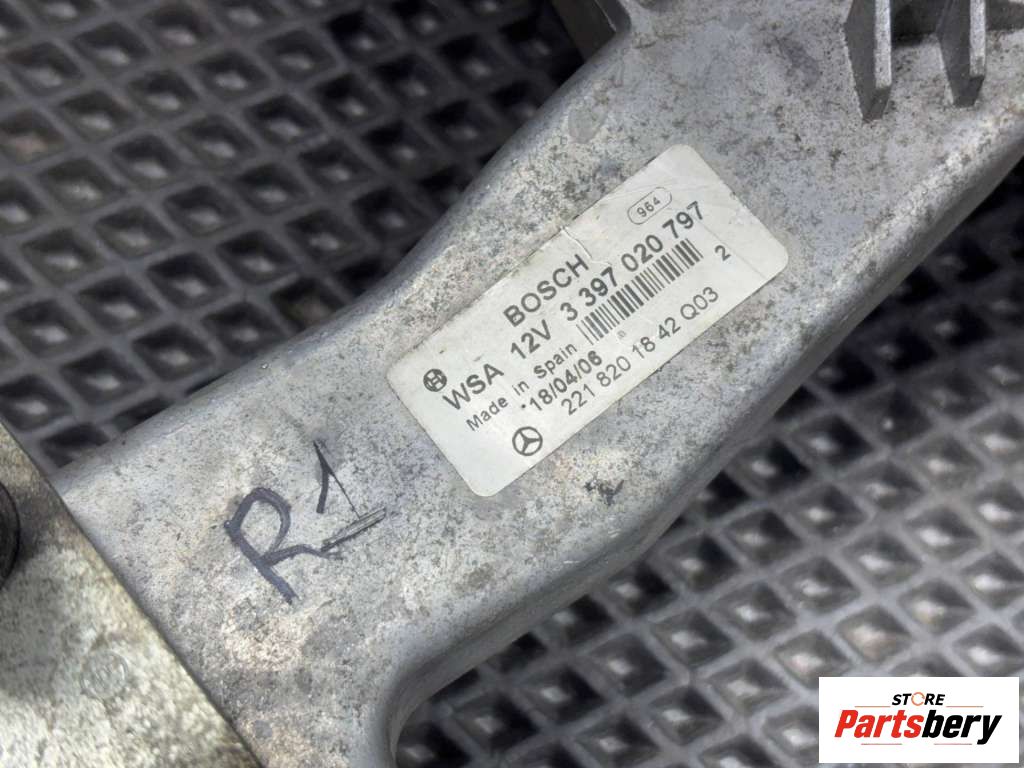 964
BOSCH
WSA 12V 3 397 020 797
Made in Spain
18/04/06
2
221 820 18 42 Q03
R1
STORE
Partsbery